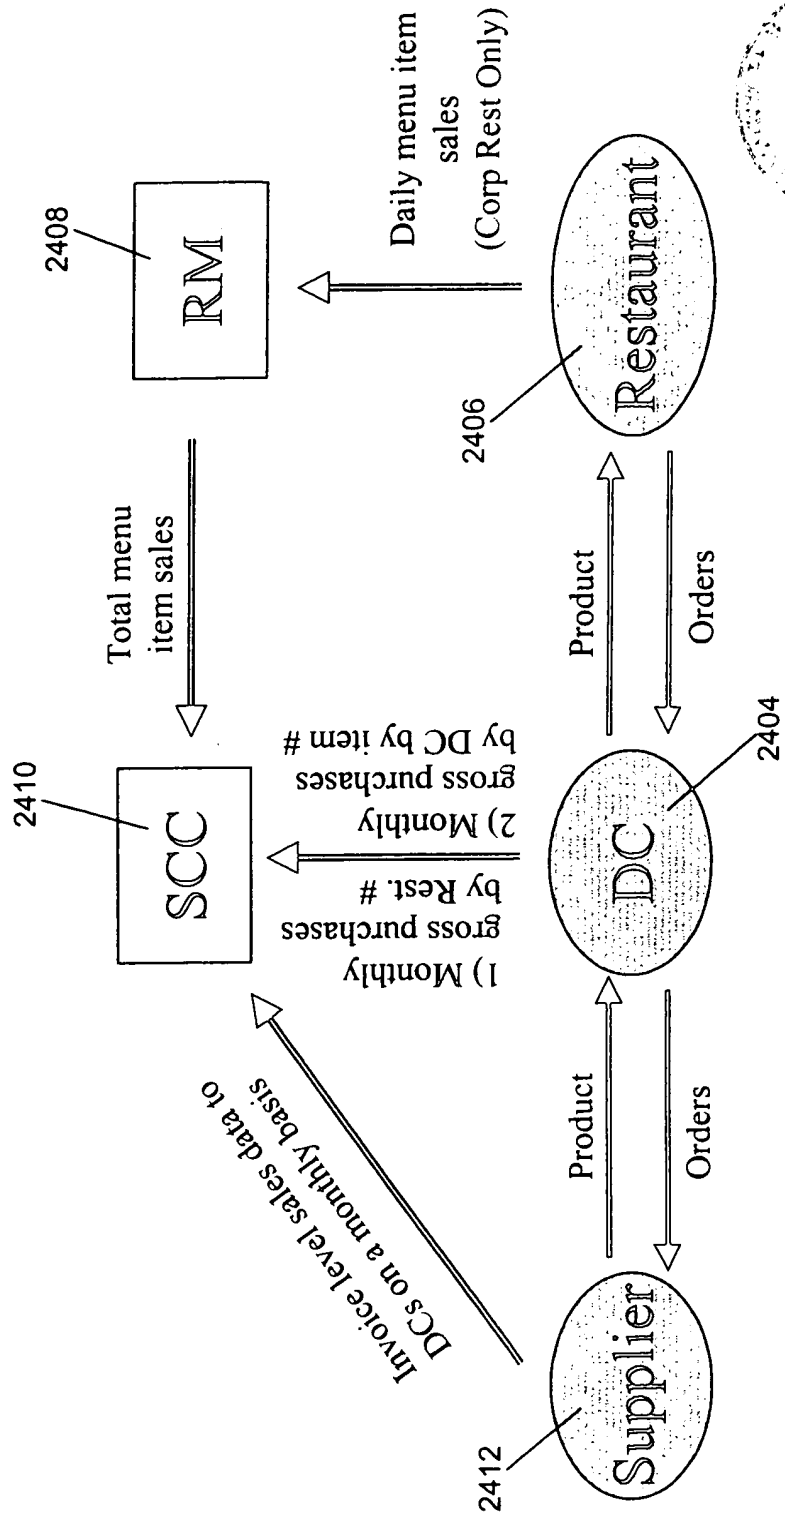 2410
SCC
Total menu
item sales
2408
RM
Invoice level sales data to
DCs on a monthly basis
1) Monthly
gross purchases
by Rest. #
2) Monthly
gross purchases
by DC by item #
Daily menu item
sales
(Corp Rest Only)
2412
Supplier
Product
Orders
DC
2404
Product
Orders
2406
Restaurant